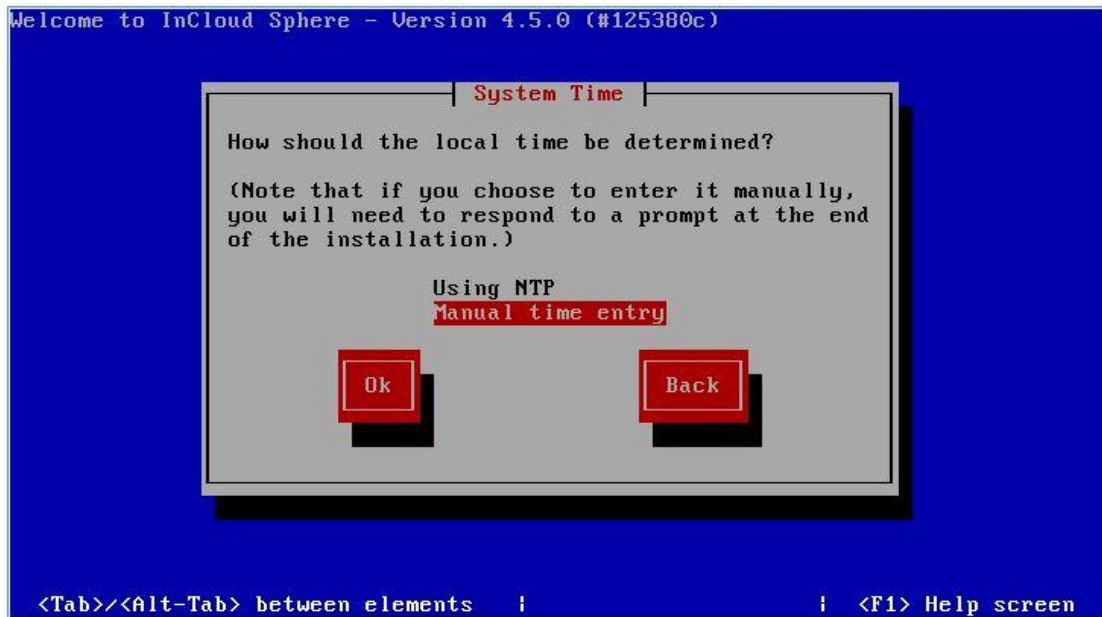 Welcome to InCloud Sphere - Version 4.5.0 (#125380c)
System Time
How should the local time be determined?
(Note that if you choose to enter it manually,
you will need to respond to a prompt at the end
of the installation.)
Using NTP
Manual time entry
Ok Back
<Tab>/<Alt-Tab> between elements | | <F1> Help screen